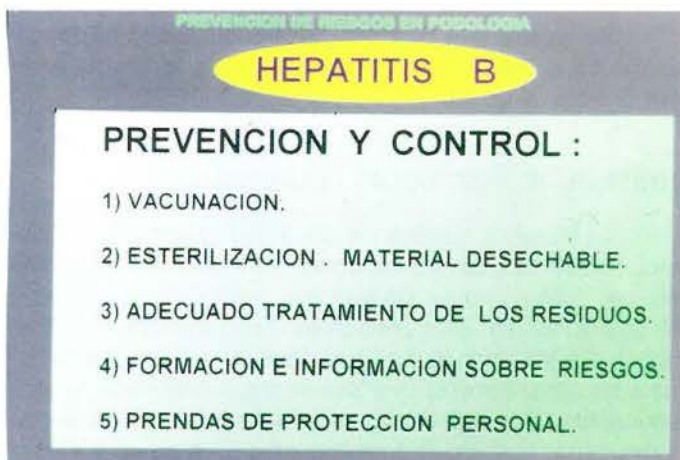 PREVENCION DE RIESGOS EN PODOLOGIA
HEPATITIS B
PREVENCION Y CONTROL :
1) VACUNACION.
2) ESTERILIZACION . MATERIAL DESECHABLE.
3) ADECUADO TRATAMIENTO DE LOS RESIDUOS.
4) FORMACION E INFORMACION SOBRE RIESGOS.
5) PRENDAS DE PROTECCION PERSONAL.